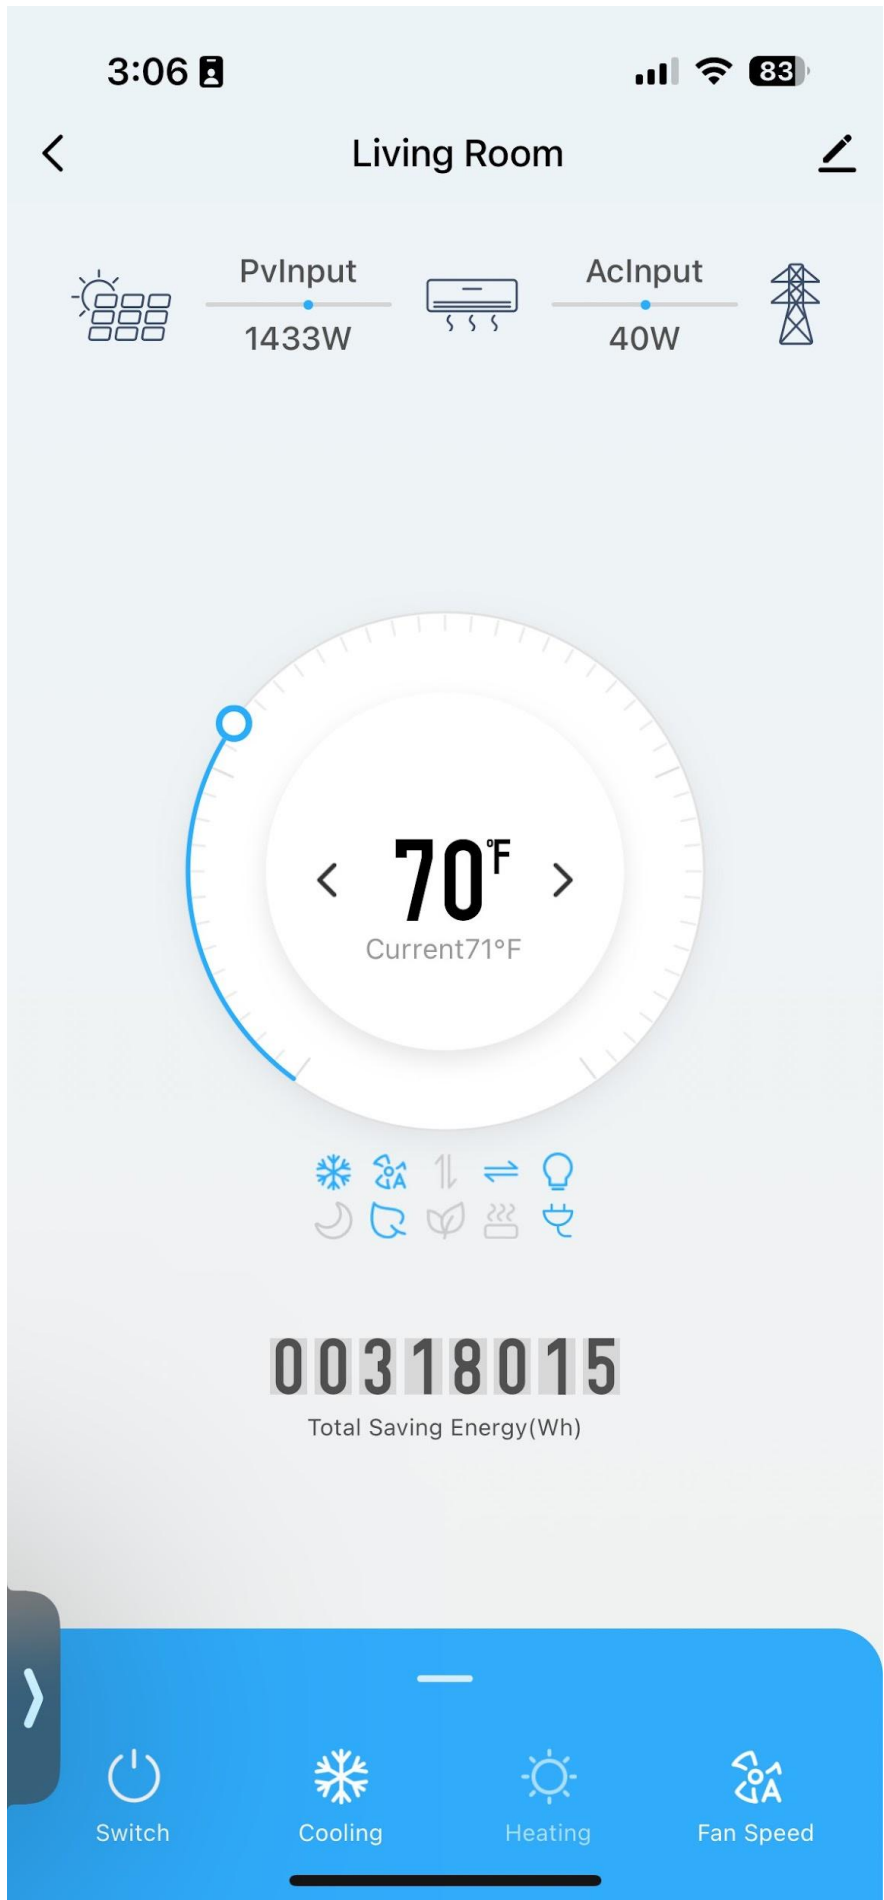 3:06 83
Living Room
PvInput AcInput
1433W 40W
70°F
Current71°F
A
00318015
Total Saving Energy(Wh)
A
Switch Cooling Heating Fan Speed